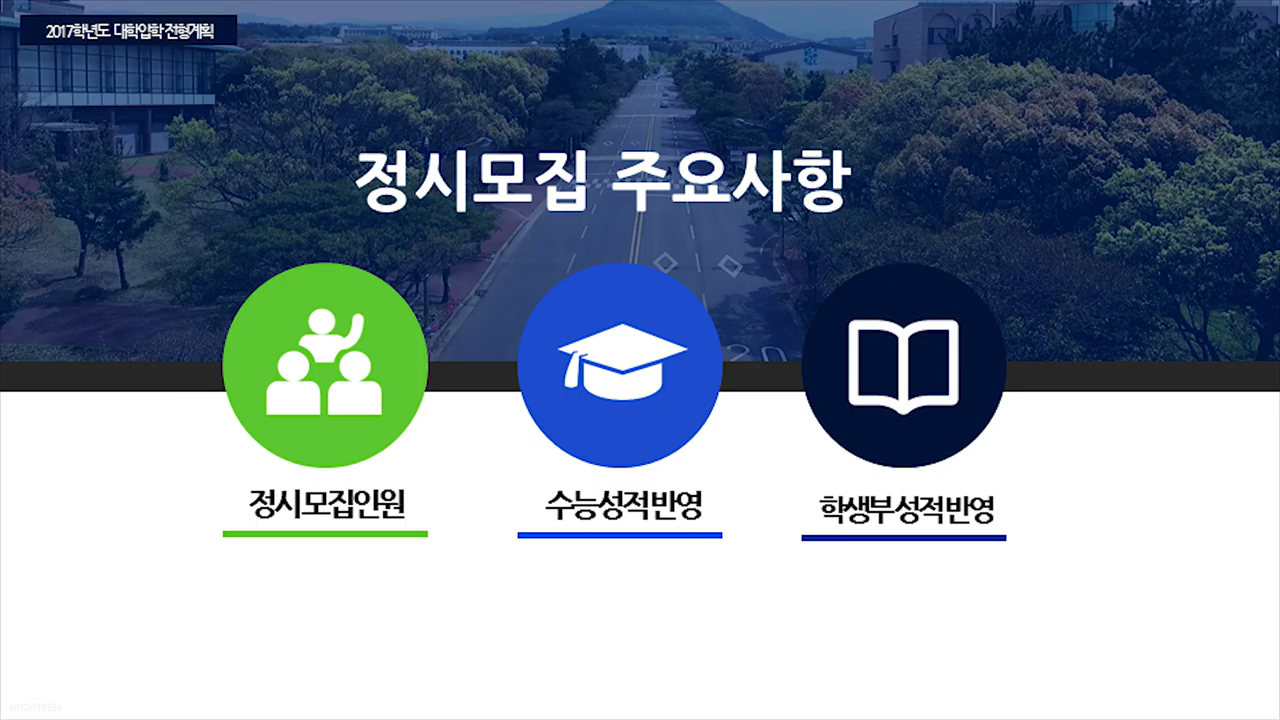 2017학년도 대학입학 전형계획
정시모집 주요사항
정시모집인원
수능성적반영
학생부성적반영
HIGHTEEN